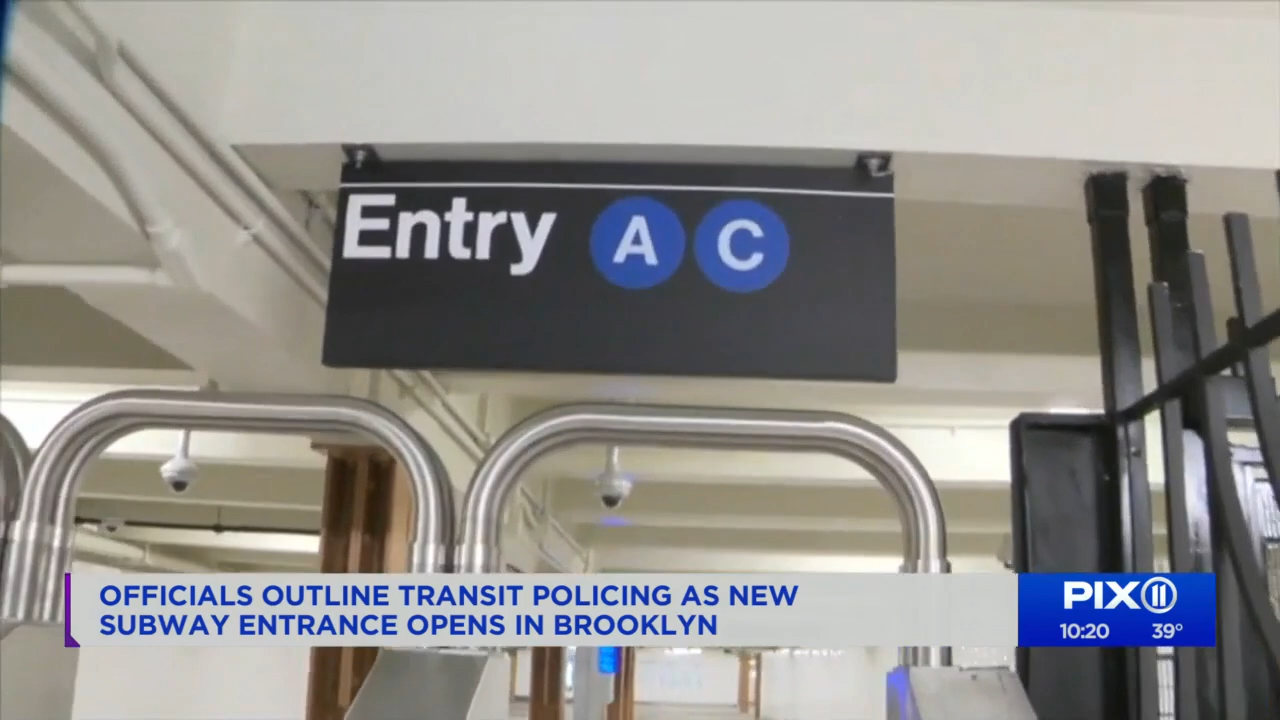 Entry A C
OFFICIALS OUTLINE TRANSIT POLICING AS NEW
SUBWAY ENTRANCE OPENS IN BROOKLYN
PIX11
10:20 39°